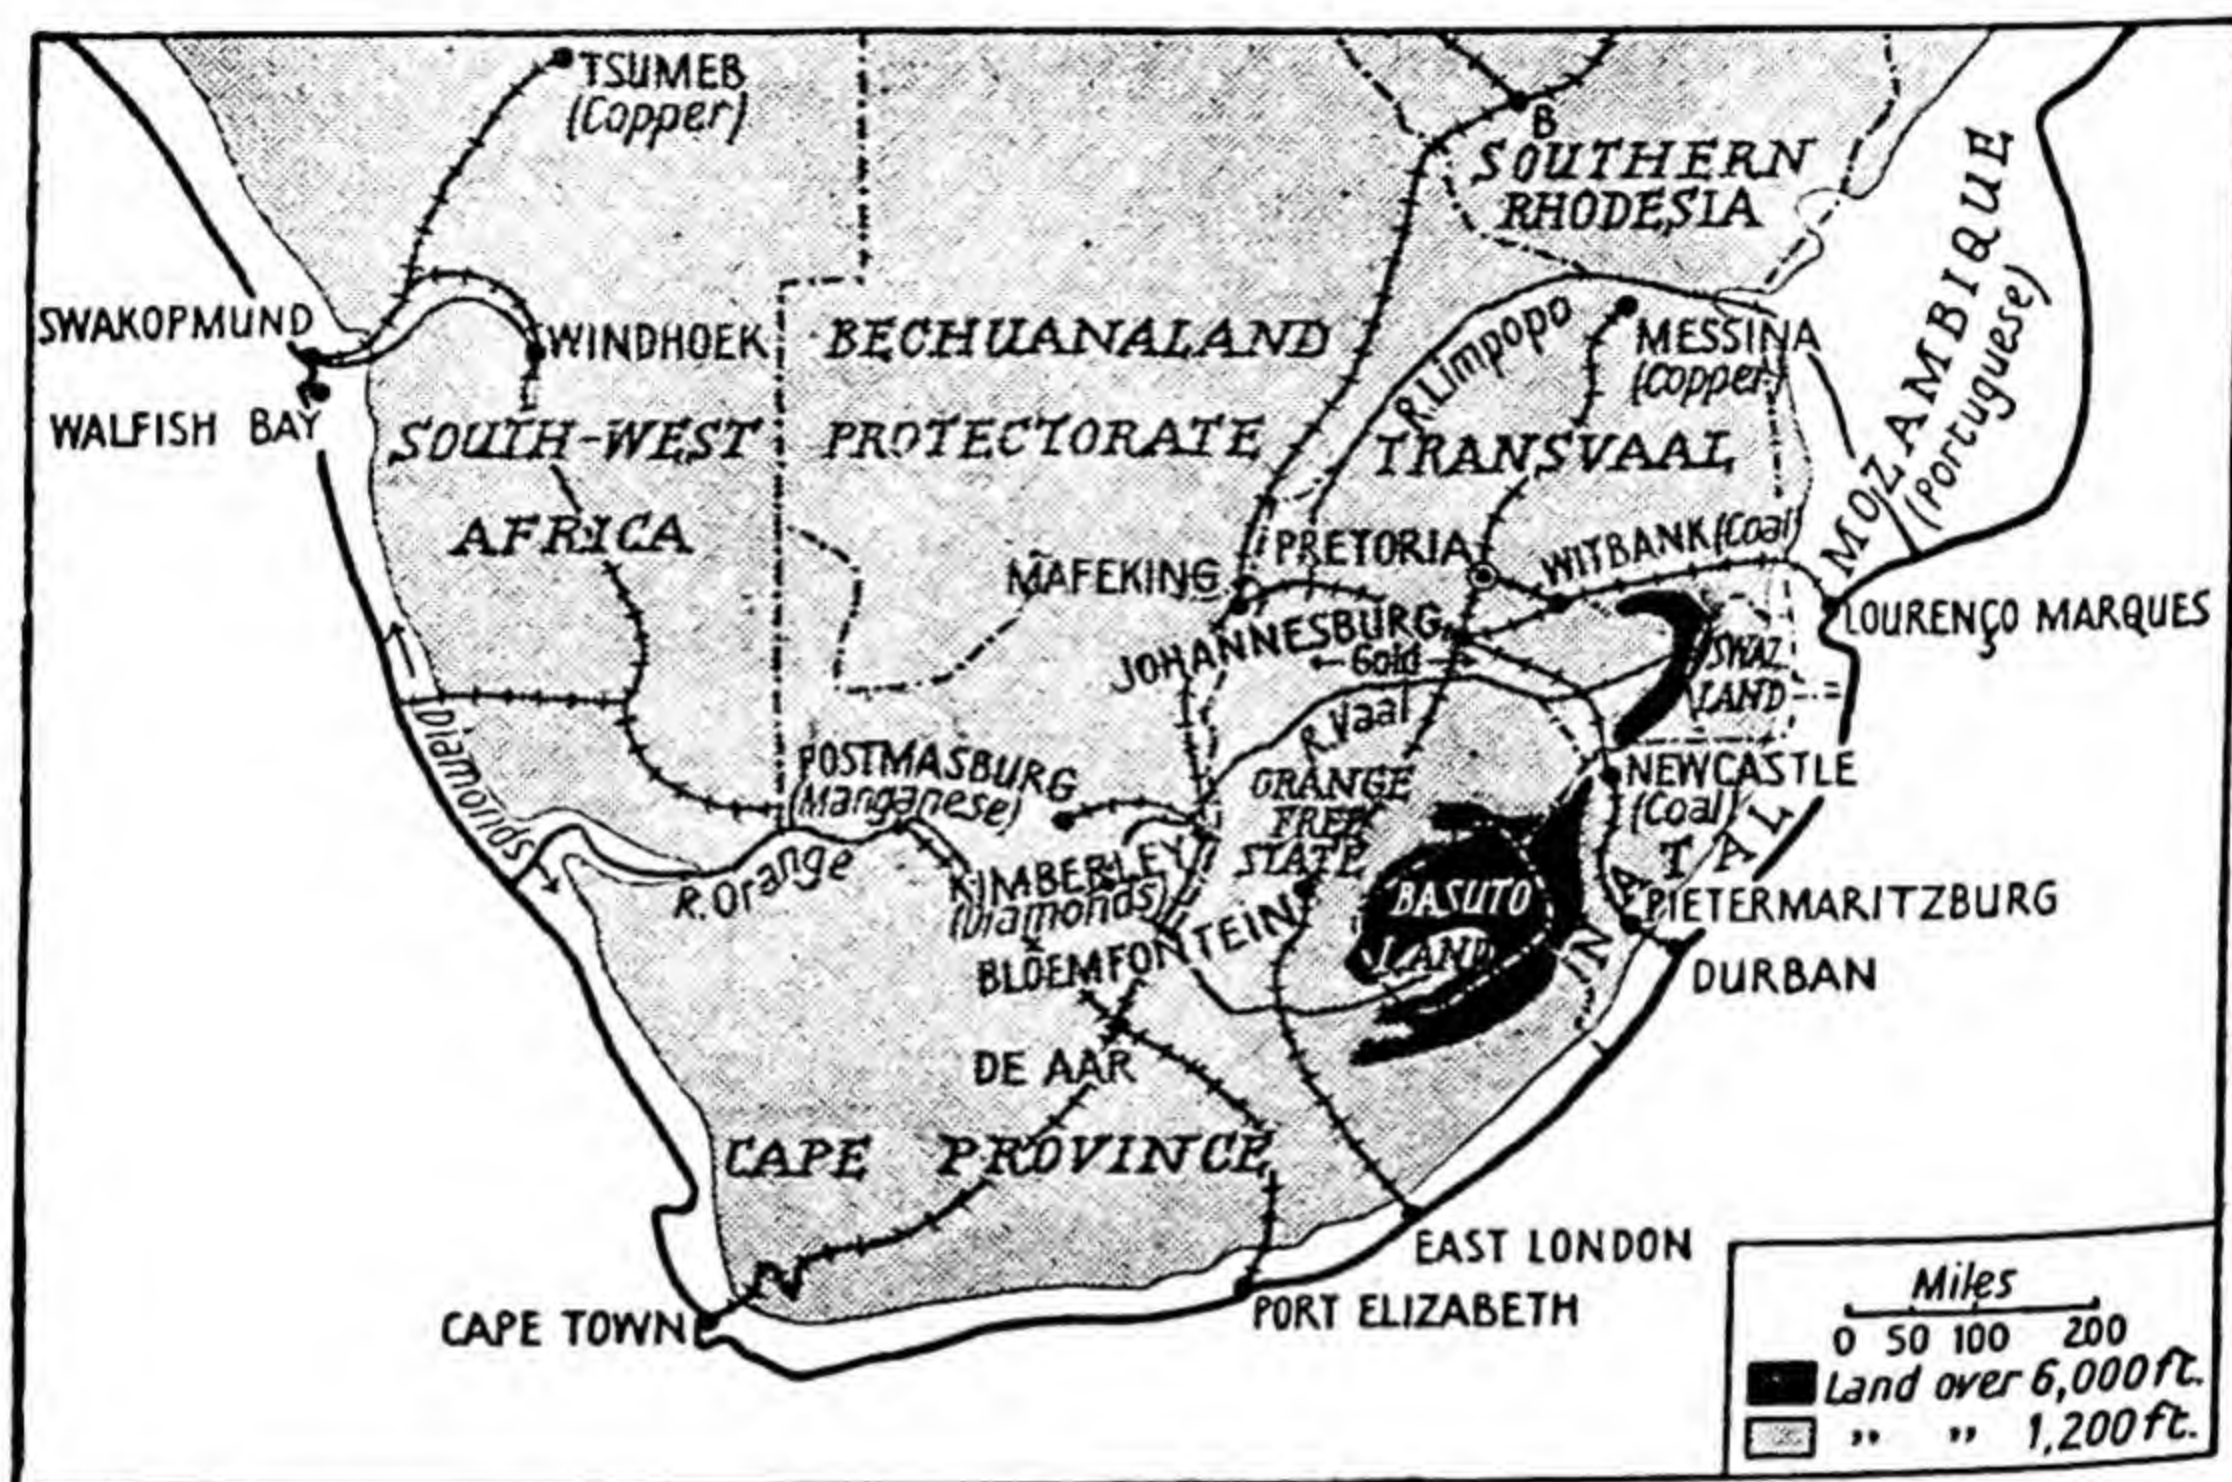 TSUMEB
(Copper)
B
SOUTHERN
RHODESIA
MOZAMBIQUE
(Portuguese)
SWAKOPMUND
WINDHOEK
WALFISH BAY
BECHUANALAND
PROTECTORATE
R. Limpopo
MESSINA
(Copper)
SOUTH-WEST
AFRICA
TRANSVAAL
MAFEKING
PRETORIA
WITBANK (Coal)
LOURENÇO MARQUES
JOHANNESBURG
Gold
SWAZ
LAND
Diamonds
R. Vaal
POSTMASBURG
(Manganese)
ORANGE
FREE
STATE
NEWCASTLE
(Coal)
NATAL
R. Orange
KIMBERLEY
(Diamonds)
BASUTO
LAND
PIETERMARITZBURG
BLOEMFONTEIN
DURBAN
DE AAR
CAPE PROVINCE
EAST LONDON
CAPE TOWN
PORT ELIZABETH
Miles
0 50 100 200
Land over 6,000 ft.
" " 1,200 ft.